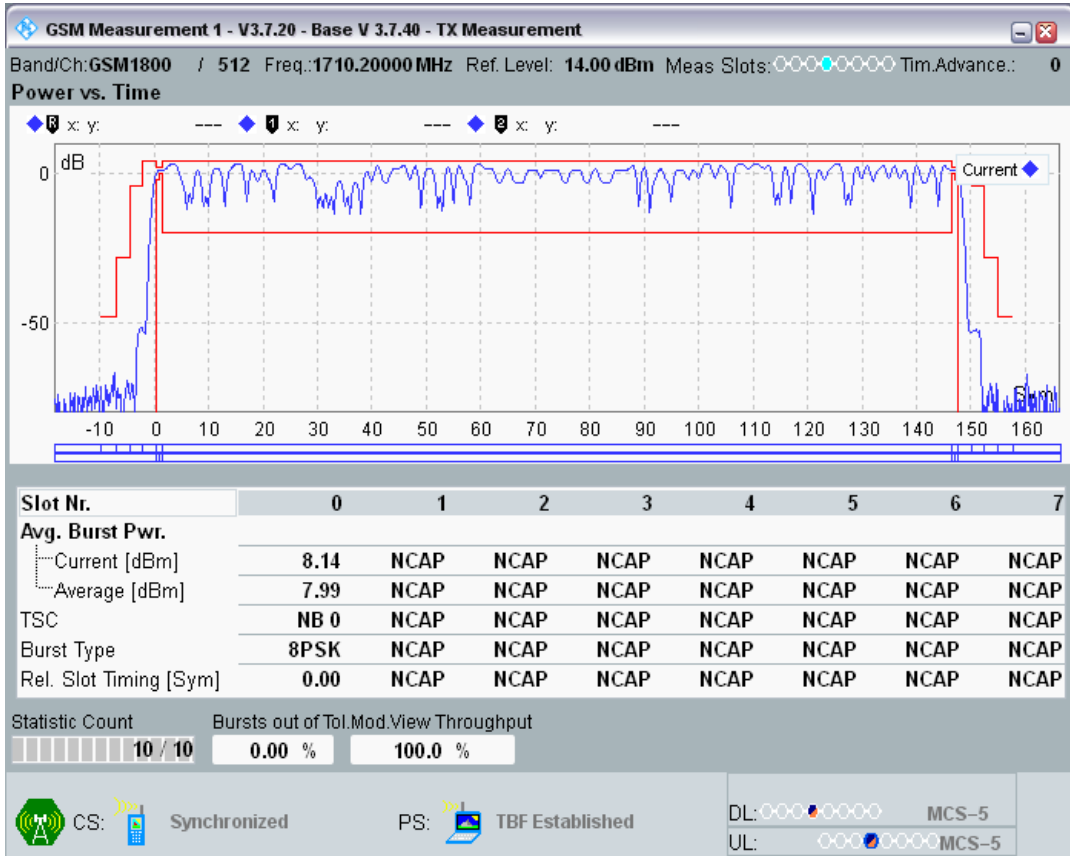 GSM Measurement 1 - V3.7.20 - Base V 3.7.40 - TX Measurement
Band/Ch:GSM1800 / 512 Freq.:1710.20000 MHz Ref. Level: 14.00 dBm Meas Slots: Tim.Advance.: 0
Power vs. Time
R x: y: --- 1 x: y: --- 2 x: y: ---
dB
Current
0
-50
Sym
-10 0 10 20 30 40 50 60 70 80 90 100 110 120 130 140 150 160
Slot Nr. 0 1 2 3 4 5 6 7
Avg. Burst Pwr.
Current [dBm] 8.14 NCAP NCAP NCAP NCAP NCAP NCAP NCAP
Average [dBm] 7.99 NCAP NCAP NCAP NCAP NCAP NCAP NCAP
TSC NB 0 NCAP NCAP NCAP NCAP NCAP NCAP NCAP
Burst Type 8PSK NCAP NCAP NCAP NCAP NCAP NCAP NCAP
Rel. Slot Timing [Sym] 0.00 NCAP NCAP NCAP NCAP NCAP NCAP NCAP
Statistic Count Bursts out of Tol.Mod.View Throughput
10 / 10 0.00 % 100.0 %
CS: Synchronized PS: TBF Established
DL: MCS-5
UL: MCS-5